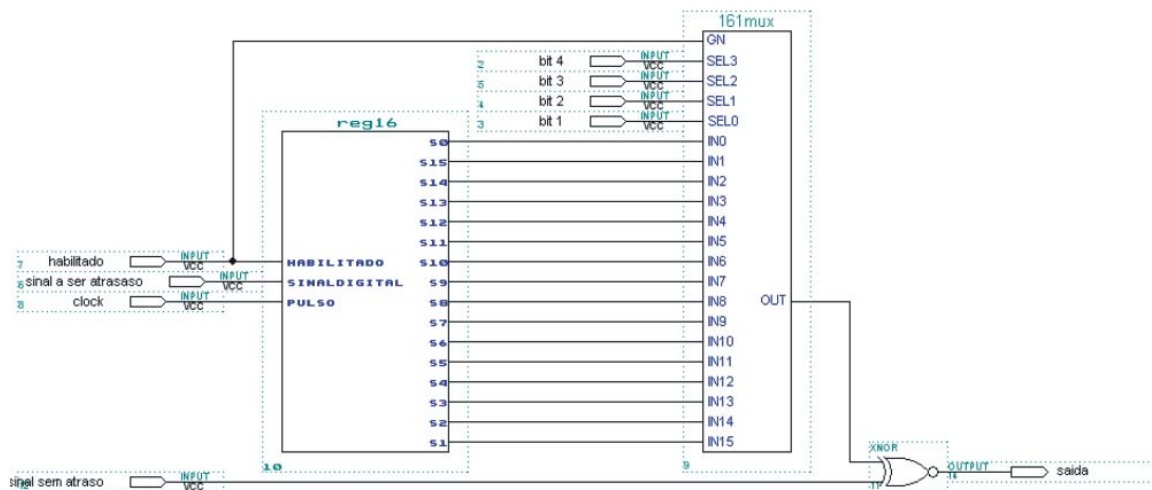 161mux
GN
bit 4 INPUT VCC SEL3
bit 3 INPUT VCC SEL2
bit 2 INPUT VCC SEL1
bit 1 INPUT VCC SEL0
reg16
S0 IN0
S15 IN1
S14 IN2
S13 IN3
S12 IN4
S11 IN5
habilitado INPUT VCC HABILITADO S10 IN6
sinal a ser atrasaso INPUT VCC SINALDIGITAL S9 IN7
clock INPUT VCC PULSO S8 IN8 OUT
S7 IN9
S6 IN10
S5 IN11
S4 IN12
S3 IN13
S2 IN14
S1 IN15
10 9 XNOR
sinal sem atraso INPUT VCC OUTPUT saida